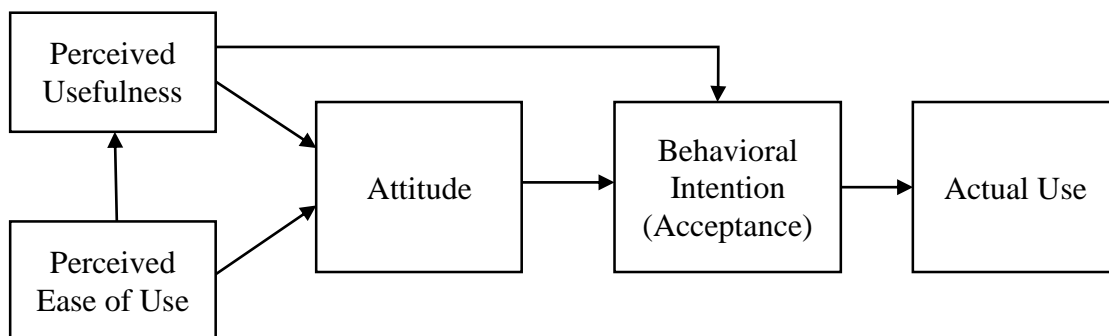 Perceived
Usefulness
Perceived
Ease of Use
Attitude
Behavioral
Intention
(Acceptance)
Actual Use